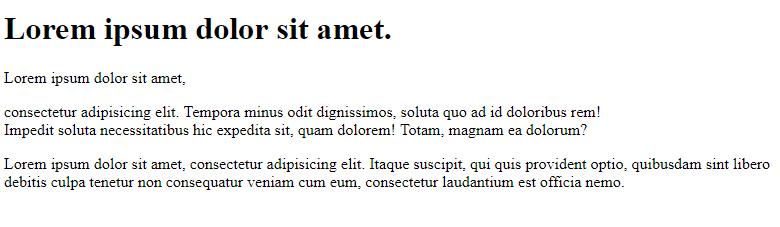 Lorem ipsum dolor sit amet.
Lorem ipsum dolor sit amet,
consectetur adipisicing elit. Tempora minus odit dignissimos, soluta quo ad id doloribus rem!
Impedit soluta necessitatibus hic expedita sit, quam dolorem! Totam, magnam ea dolorum?
Lorem ipsum dolor sit amet, consectetur adipisicing elit. Itaque suscipit, qui quis provident optio, quibusdam sint libero
debitis culpa tenetur non consequatur veniam cum eum, consectetur laudantium est officia nemo.